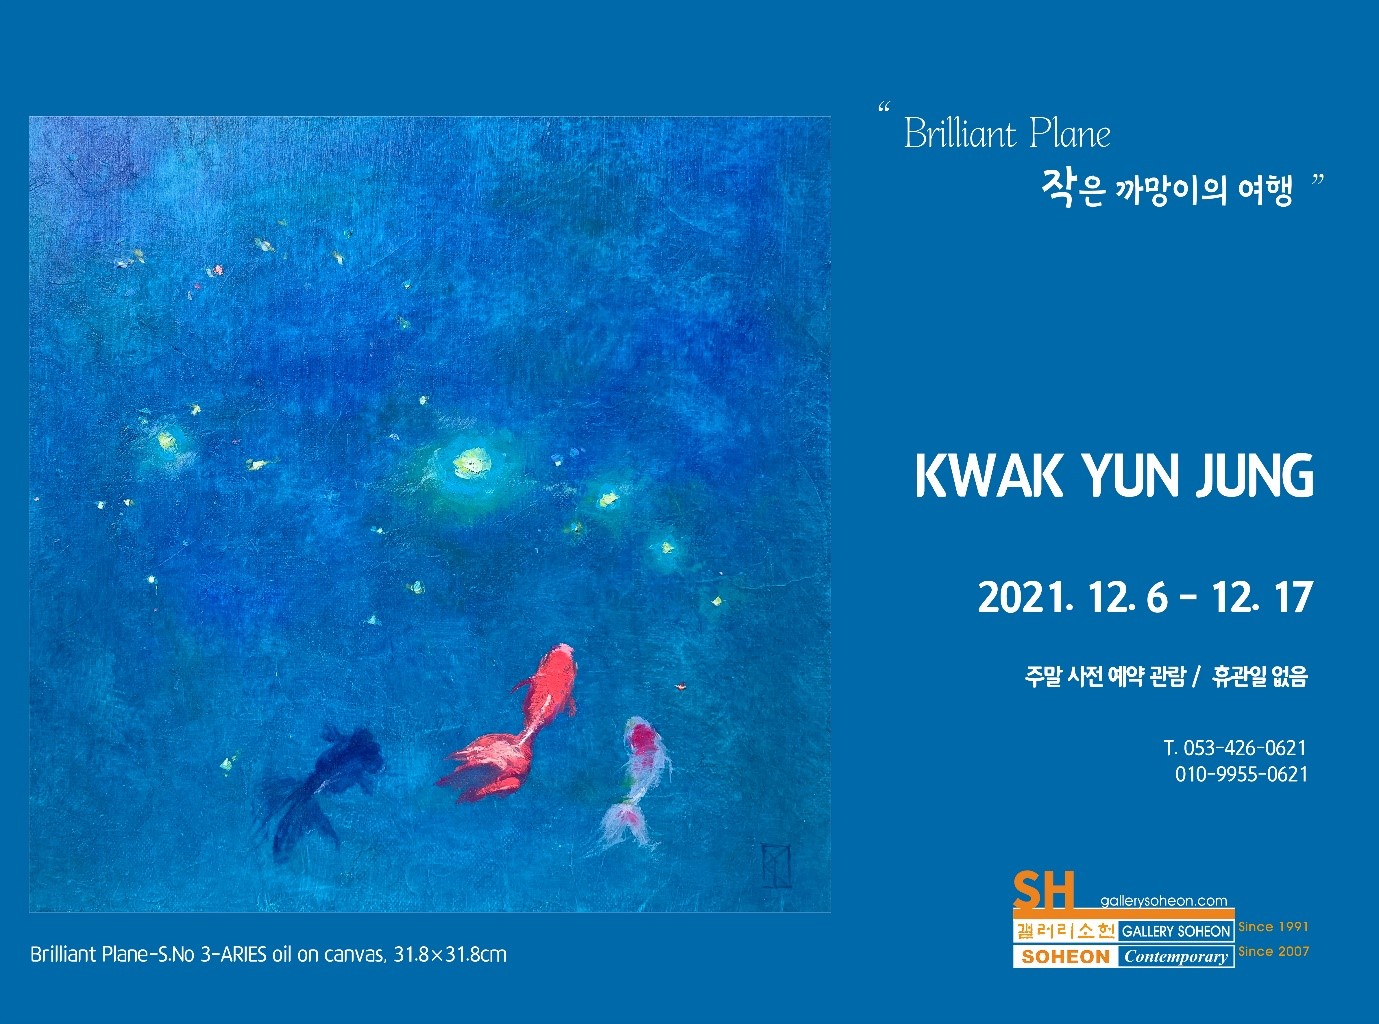 “ Brilliant Plane
작은 까망이의 여행 ”
KWAK YUN JUNG
2021. 12. 6 - 12. 17
주말 사전 예약 관람 / 휴관일 없음
T. 053-426-0621
010-9955-0621
SH gallerysoheon.com
갤러리소헌 GALLERY SOHEON Since 1991
SOHEON Contemporary Since 2007
Brilliant Plane-S.No 3-ARIES oil on canvas, 31.8×31.8cm